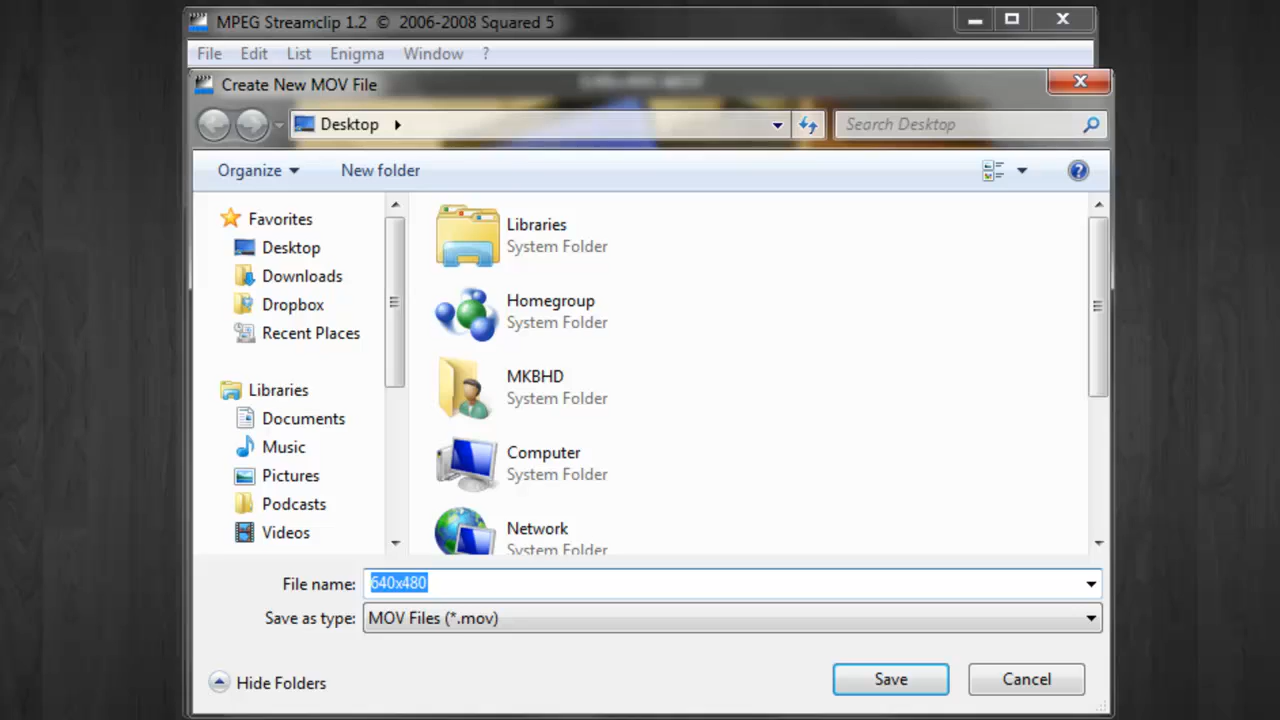 MPEG Streamclip 1.2 © 2006-2008 Squared 5
File Edit List Enigma Window ?
Create New MOV File
Desktop
Search Desktop
Organize
New folder
Favorites
Desktop
Downloads
Dropbox
Recent Places
Libraries
Documents
Music
Pictures
Podcasts
Videos
Libraries
System Folder
Homegroup
System Folder
MKBHD
System Folder
Computer
System Folder
Network
System Folder
File name: 640x480
Save as type: MOV Files (*.mov)
Hide Folders
Save
Cancel